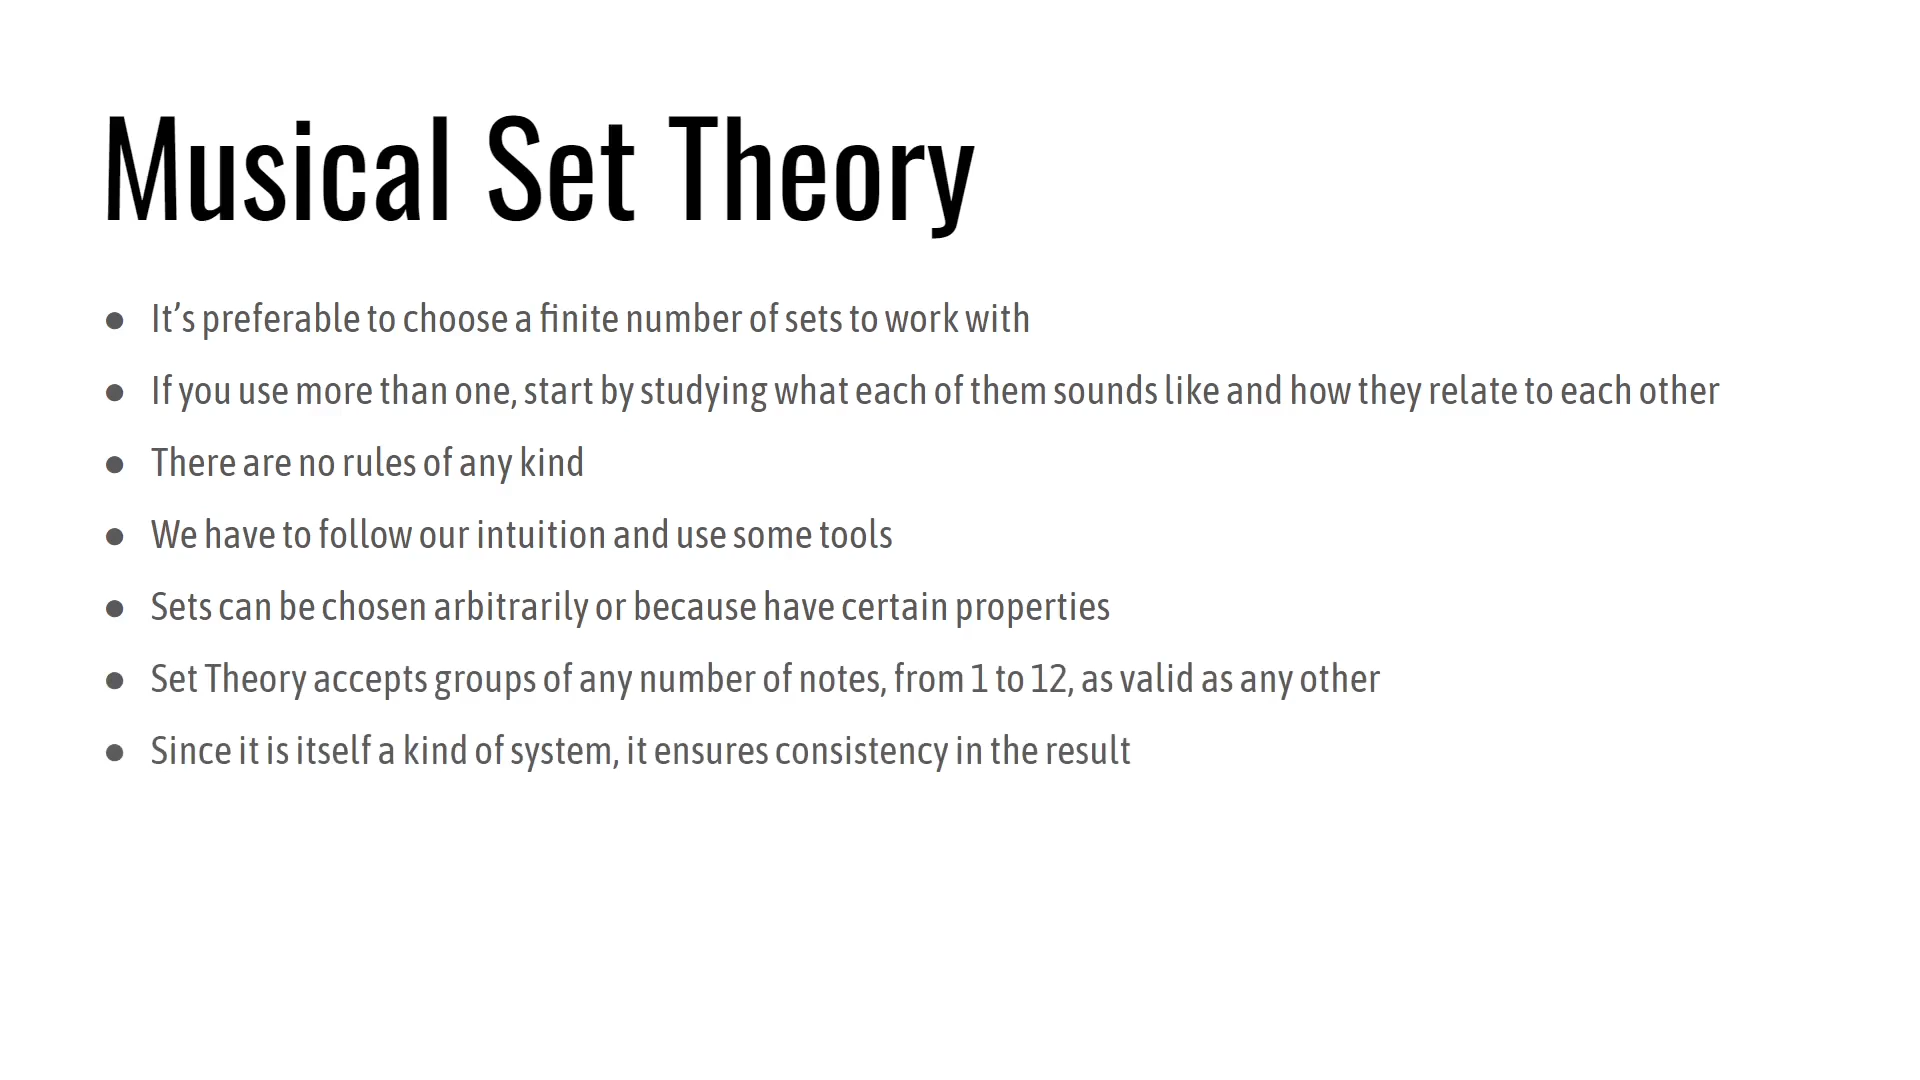 Musical Set Theory
● It’s preferable to choose a finite number of sets to work with
● If you use more than one, start by studying what each of them sounds like and how they relate to each other
● There are no rules of any kind
● We have to follow our intuition and use some tools
● Sets can be chosen arbitrarily or because have certain properties
● Set Theory accepts groups of any number of notes, from 1 to 12, as valid as any other
● Since it is itself a kind of system, it ensures consistency in the result